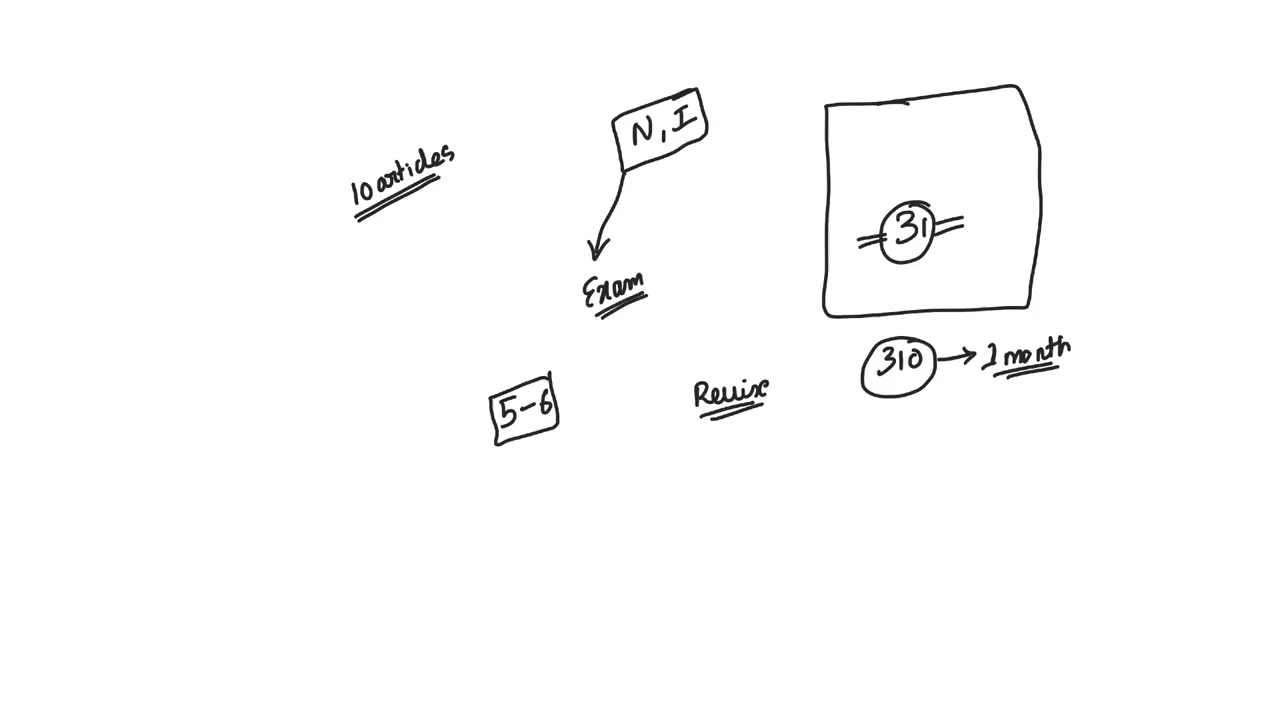 10 articles
N, I
Exam
31
310 → 1 month
5-6
Revise